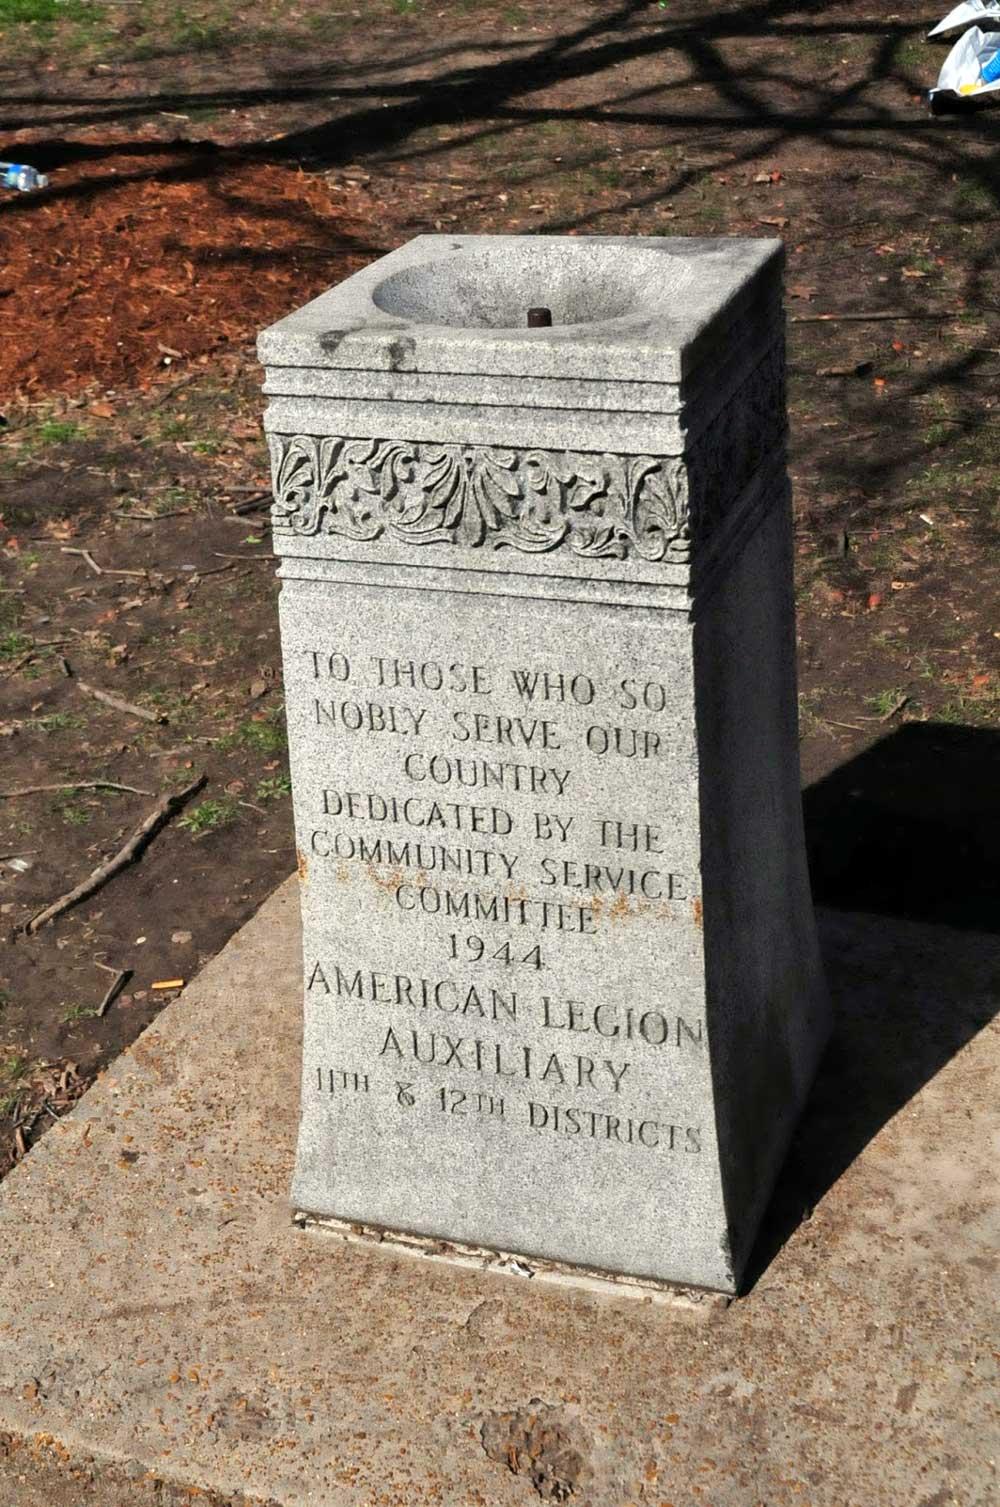 TO THOSE WHO SO
NOBLY SERVE OUR
COUNTRY
DEDICATED BY THE
COMMUNITY SERVICE
COMMITTEE
1944
AMERICAN LEGION
AUXILIARY
11TH & 12TH DISTRICTS